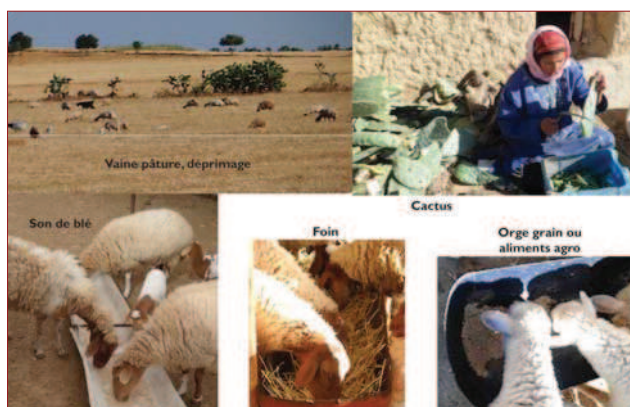 Vaine pâture, déprimage
Cactus
Son de blé
Foin
Orge grain ou
aliments agro